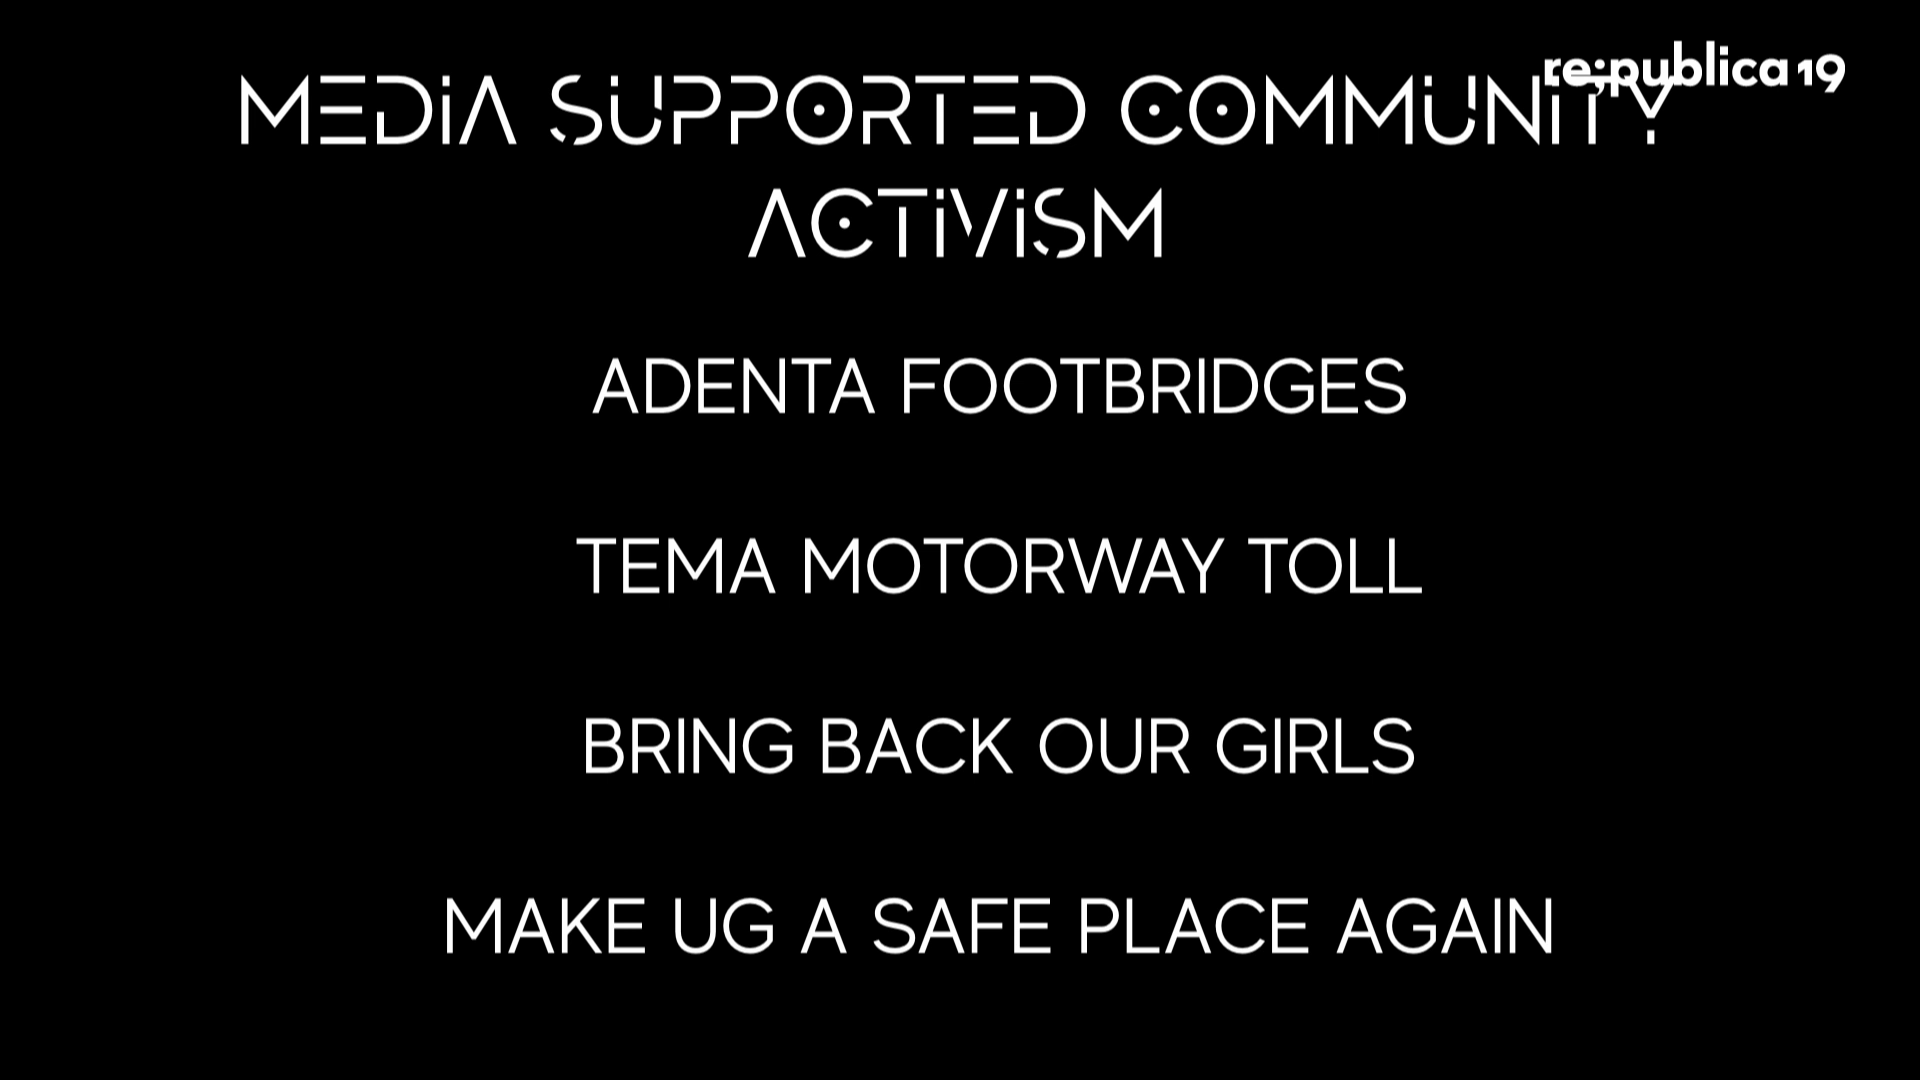 re;publica 19
MEDiA SUPPORTED COMMUNiTY
ACTiViSM
ADENTA FOOTBRIDGES
TEMA MOTORWAY TOLL
BRING BACK OUR GIRLS
MAKE UG A SAFE PLACE AGAIN